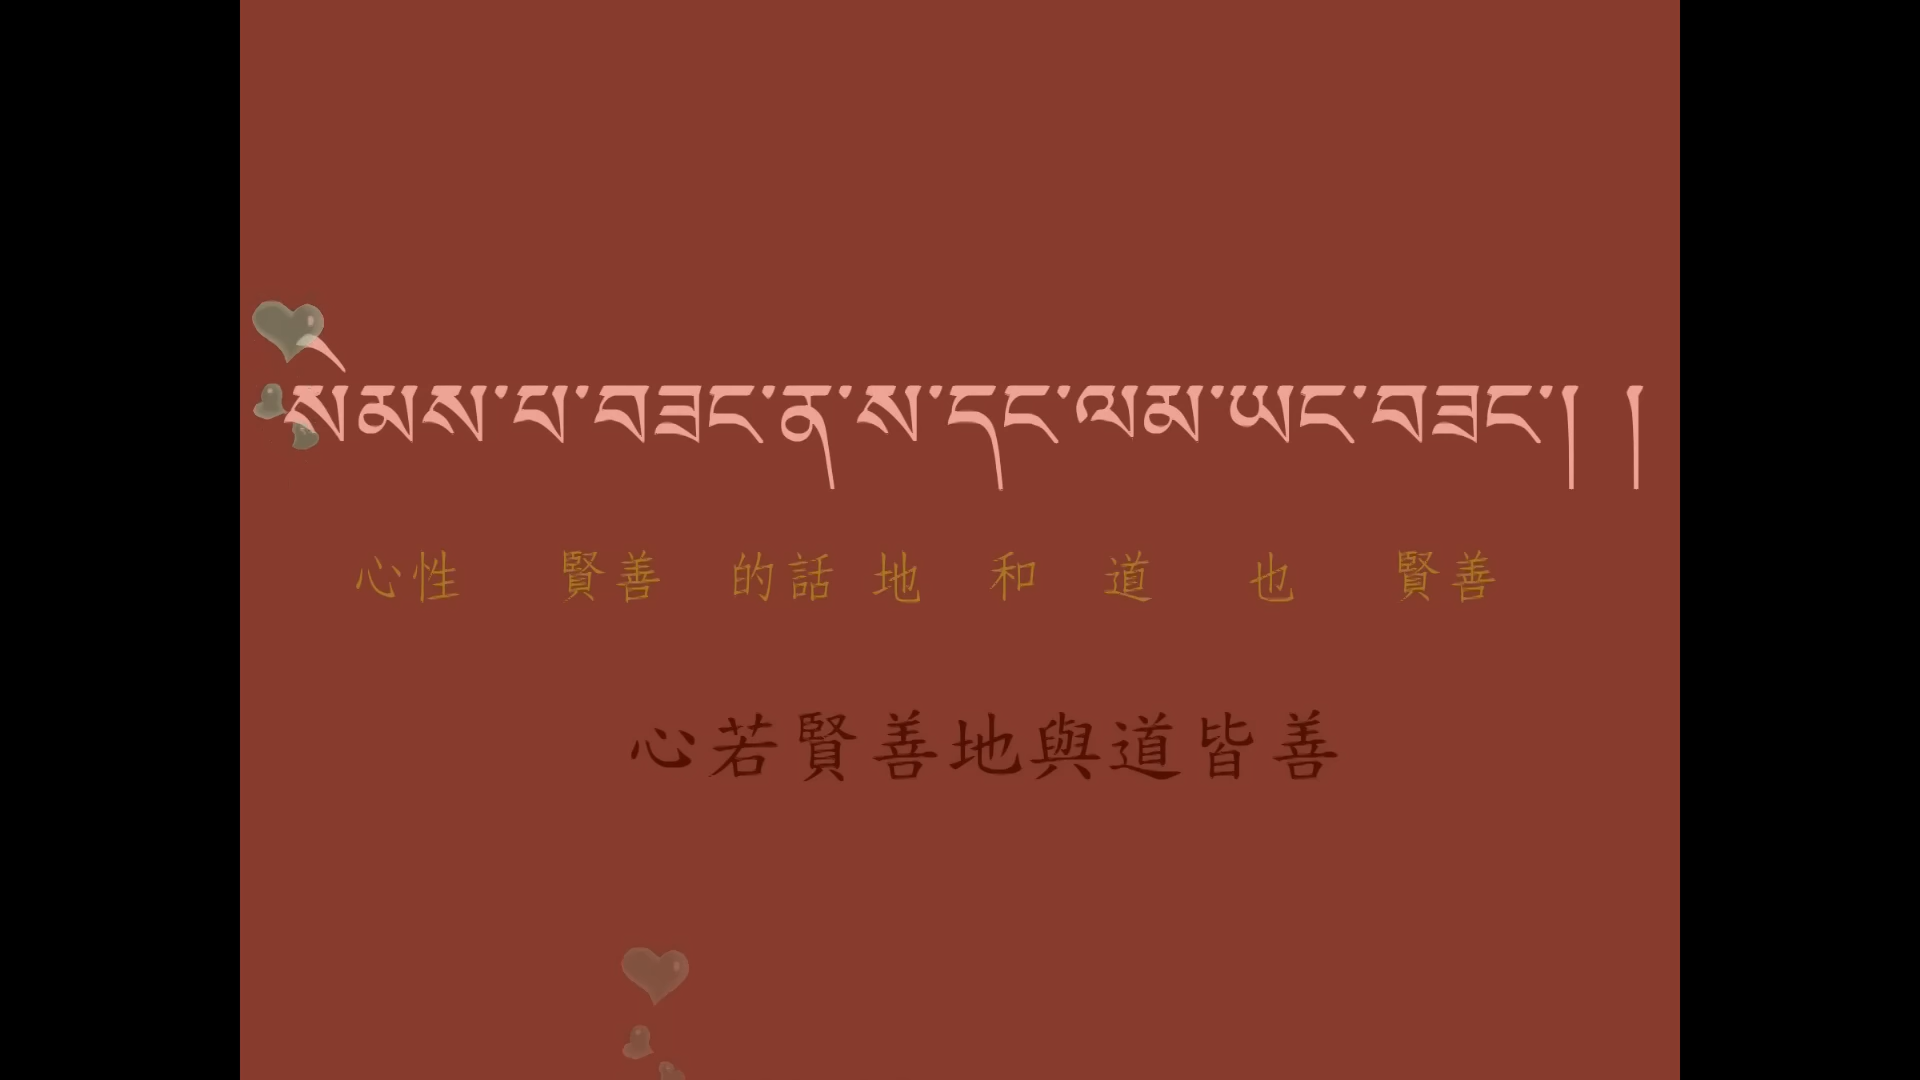 སེམས་པ་བཟང་ན་ས་དང་ལམ་ཡང་བཟང་། །
心性 賢善 的話 地 和 道 也 賢善
心若賢善地與道皆善